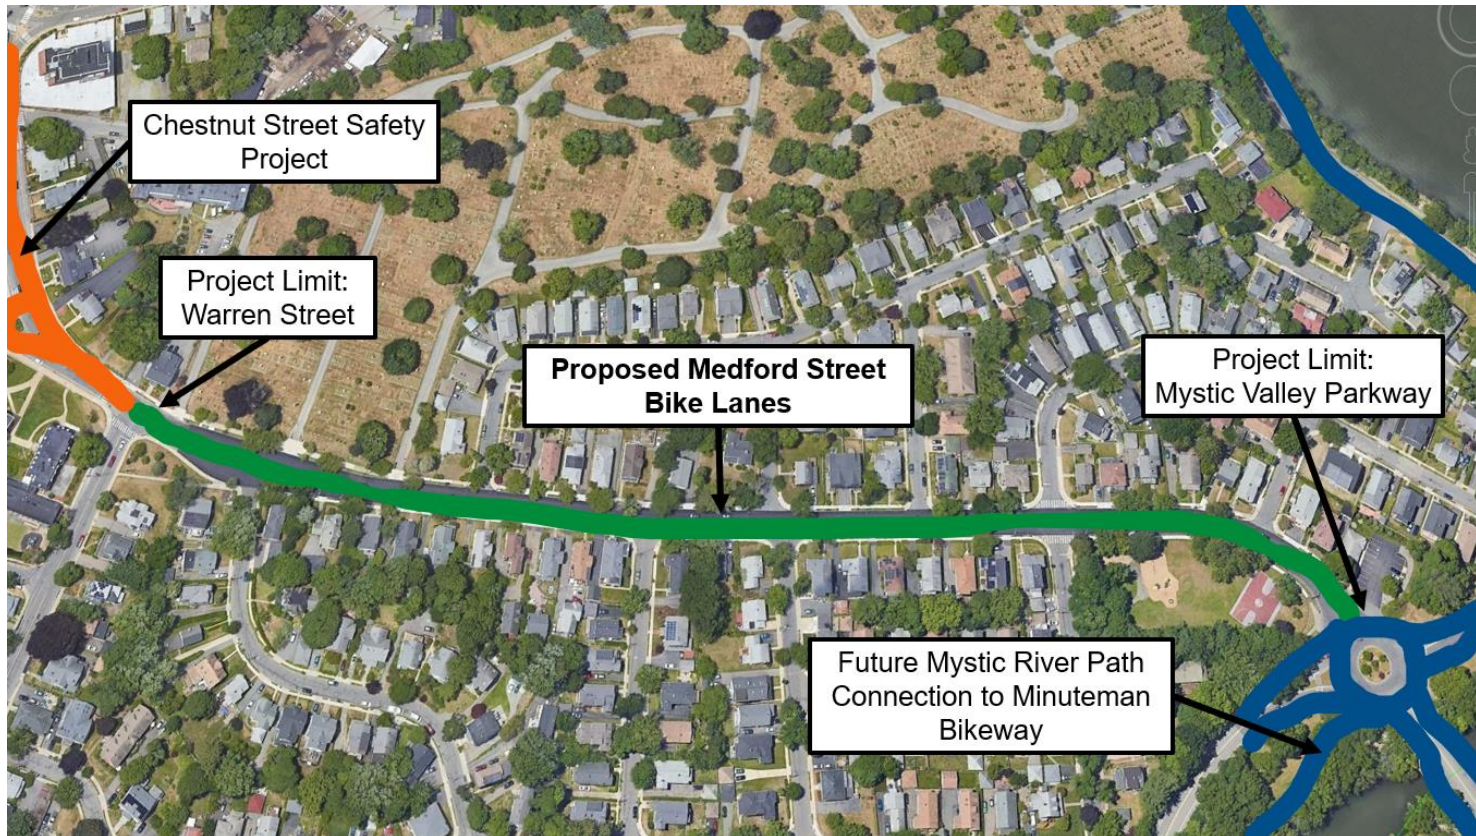 Chestnut Street Safety
Project
Project Limit:
Warren Street
Proposed Medford Street
Bike Lanes
Project Limit:
Mystic Valley Parkway
Future Mystic River Path
Connection to Minuteman
Bikeway